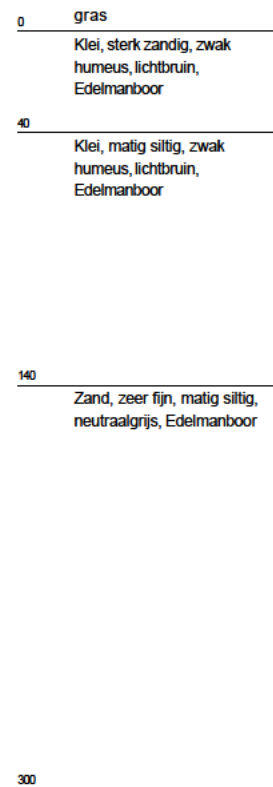 0 gras
Klei, sterk zandig, zwak
humeus, lichtbruin,
Edelmanboor
40
Klei, matig siltig, zwak
humeus, lichtbruin,
Edelmanboor
140
Zand, zeer fijn, matig siltig,
neutraalgrijs, Edelmanboor
300